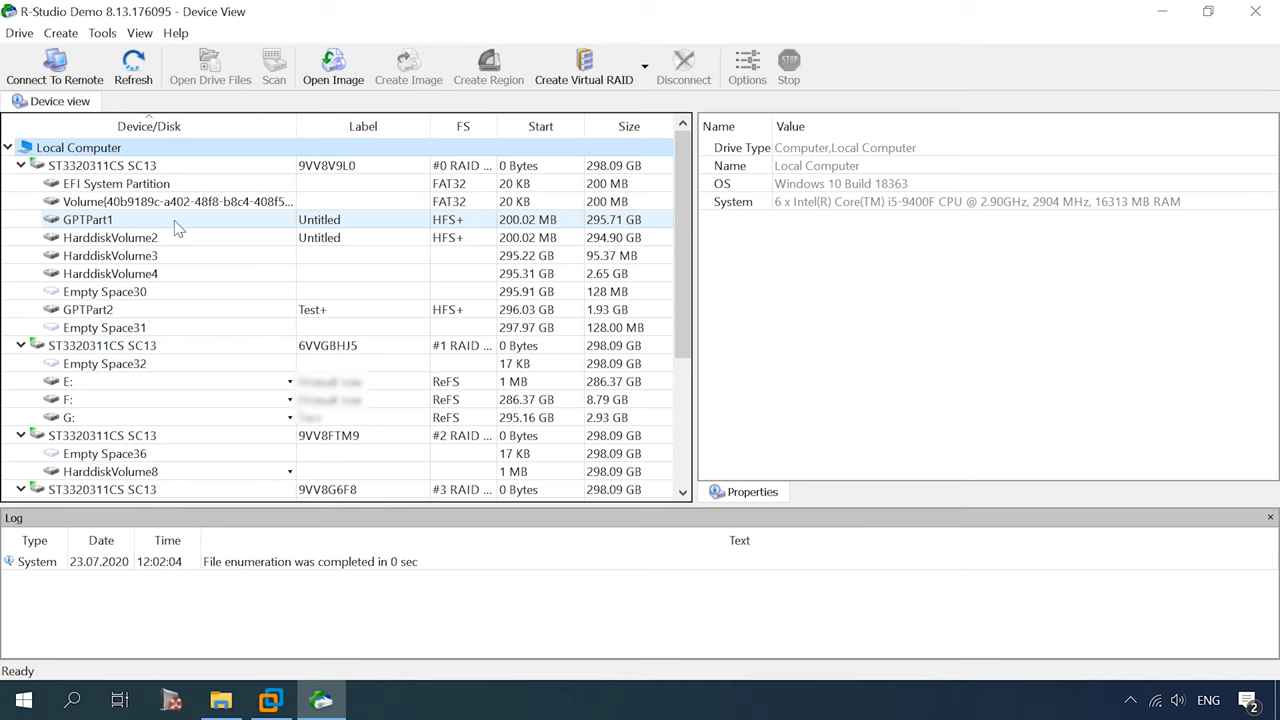 R-Studio Demo 8.13.176095 - Device View
Drive Create Tools View Help
Connect To Remote Refresh Open Drive Files Scan Open Image Create Image Create Region Create Virtual RAID Disconnect Options Stop
Device view
Device/Disk Label FS Start Size
Local Computer
ST3320311CS SC13 9VV8V9L0 #0 RAID ... 0 Bytes 298.09 GB
EFI System Partition FAT32 20 KB 200 MB
Volume{40b9189c-a402-48f8-b8c4-408f5... FAT32 20 KB 200 MB
GPTPart1 Untitled HFS+ 200.02 MB 295.71 GB
HarddiskVolume2 Untitled HFS+ 200.02 MB 294.90 GB
HarddiskVolume3 295.22 GB 95.37 MB
HarddiskVolume4 295.31 GB 2.65 GB
Empty Space30 295.91 GB 128 MB
GPTPart2 Test+ HFS+ 296.03 GB 1.93 GB
Empty Space31 297.97 GB 128.00 MB
ST3320311CS SC13 6VVGBHJ5 #1 RAID ... 0 Bytes 298.09 GB
Empty Space32 17 KB 298.09 GB
E: ReFS 1 MB 286.37 GB
F: ReFS 286.37 GB 8.79 GB
G: ReFS 295.16 GB 2.93 GB
ST3320311CS SC13 9VV8FTM9 #2 RAID ... 0 Bytes 298.09 GB
Empty Space36 17 KB 298.09 GB
HarddiskVolume8 1 MB 298.09 GB
ST3320311CS SC13 9VV8G6F8 #3 RAID ... 0 Bytes 298.09 GB
Name Value
Drive Type Computer,Local Computer
Name Local Computer
OS Windows 10 Build 18363
System 6 x Intel(R) Core(TM) i5-9400F CPU @ 2.90GHz, 2904 MHz, 16313 MB RAM
Properties
Log
Type Date Time Text
System 23.07.2020 12:02:04 File enumeration was completed in 0 sec
Ready
ENG
2